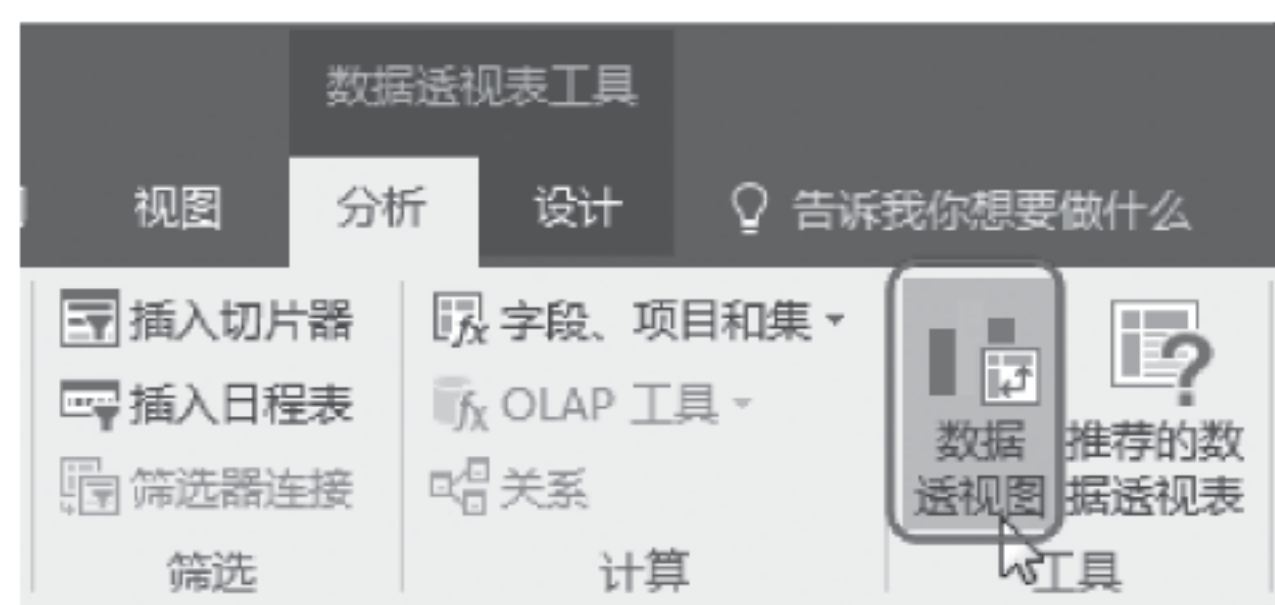 数据透视表工具
视图 分析 设计 告诉我你想要做什么
插入切片器 字段、项目和集
插入日程表 OLAP 工具
筛选器连接 关系
数据
透视图
推荐的数
据透视表
筛选 计算 工具